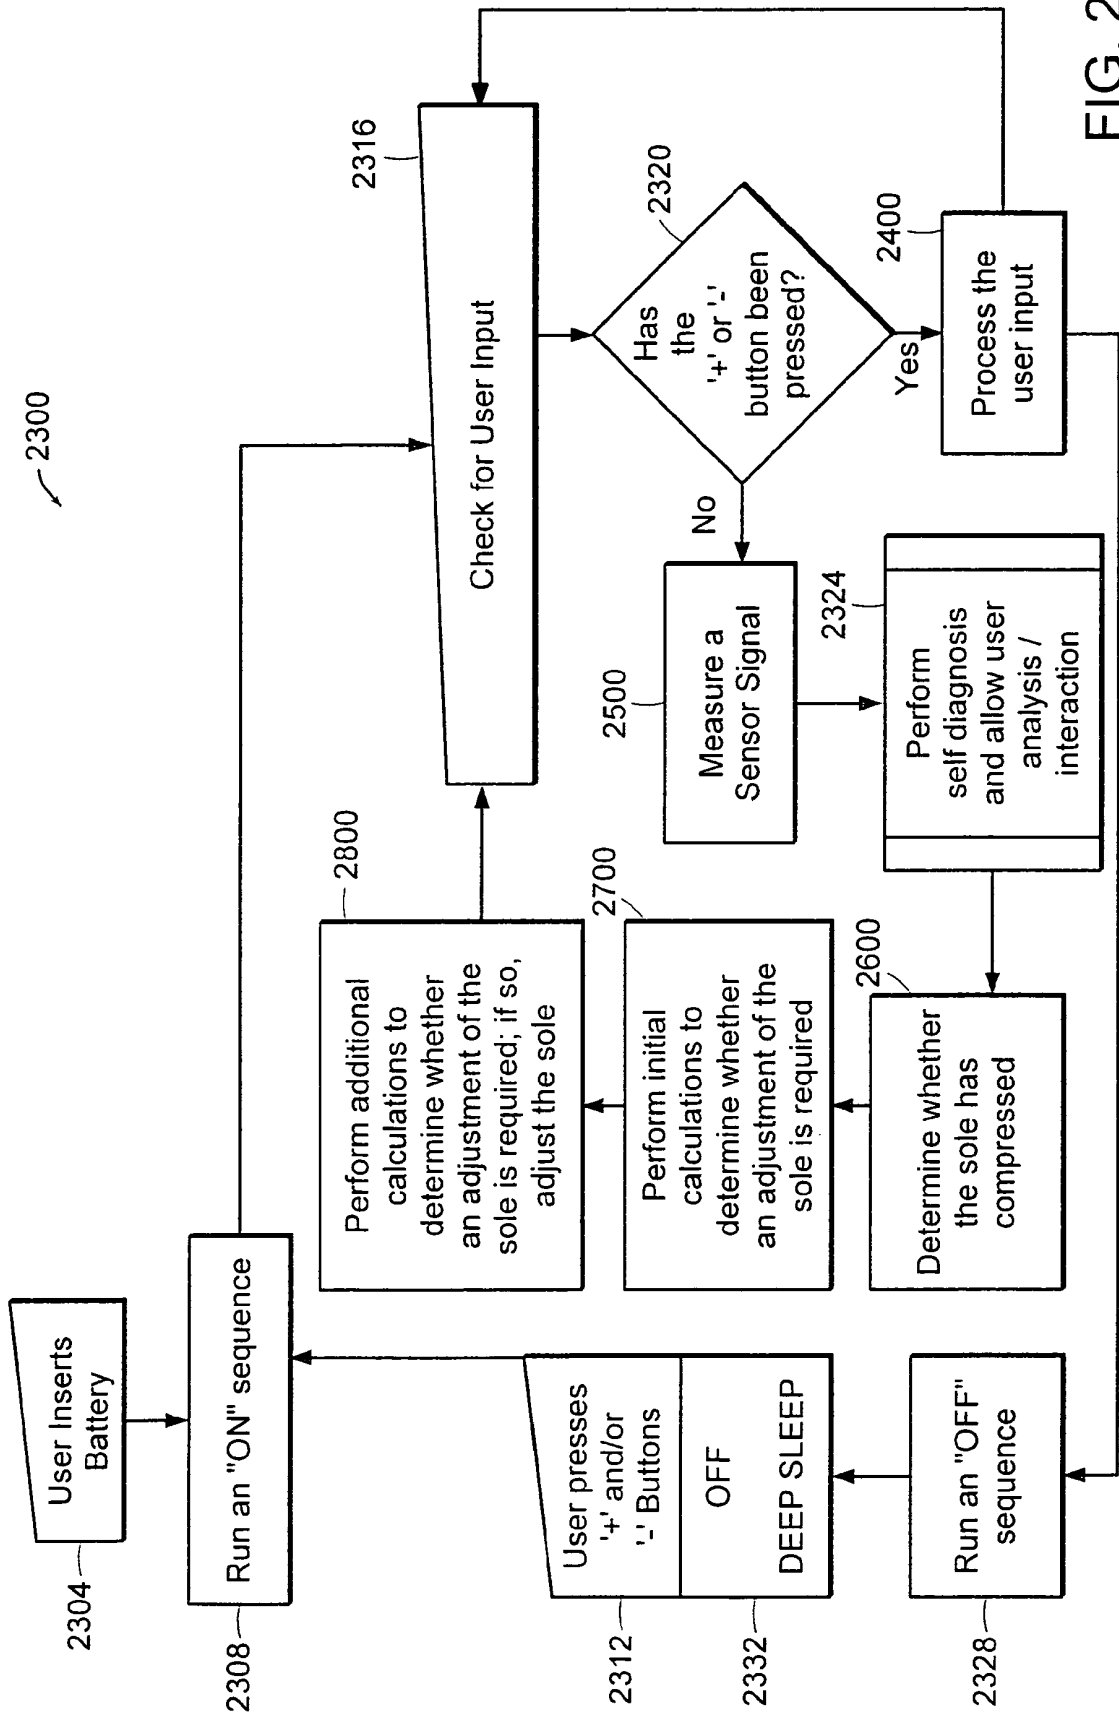 2300
User Inserts
Battery
2304
Run an "ON" sequence
2308
2316
Check for User Input
2320
Has
the
'+' or '-'
button been
pressed?
No
Yes
2400
Process the
user input
2500
Measure a
Sensor Signal
2324
Perform
self diagnosis
and allow user
analysis /
interaction
2600
Determine whether
the sole has
compressed
2700
Perform initial
calculations to
determine whether
an adjustment of the
sole is required
2800
Perform additional
calculations to
determine whether
an adjustment of the
sole is required; if so,
adjust the sole
User presses
'+' and/or
'-' Buttons
2312
OFF
DEEP SLEEP
2332
Run an "OFF"
sequence
2328
FIG. 2